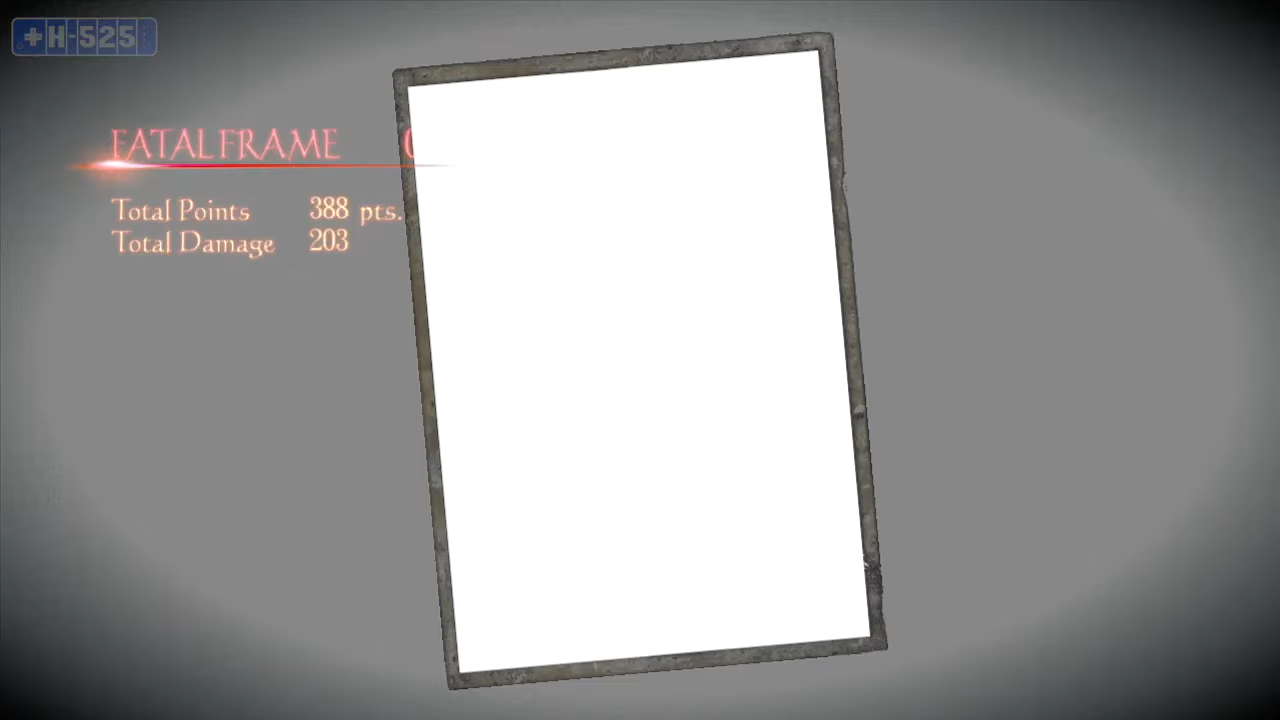 +H-525
FATAL FRAME
Total Points 388 pts.
Total Damage 203